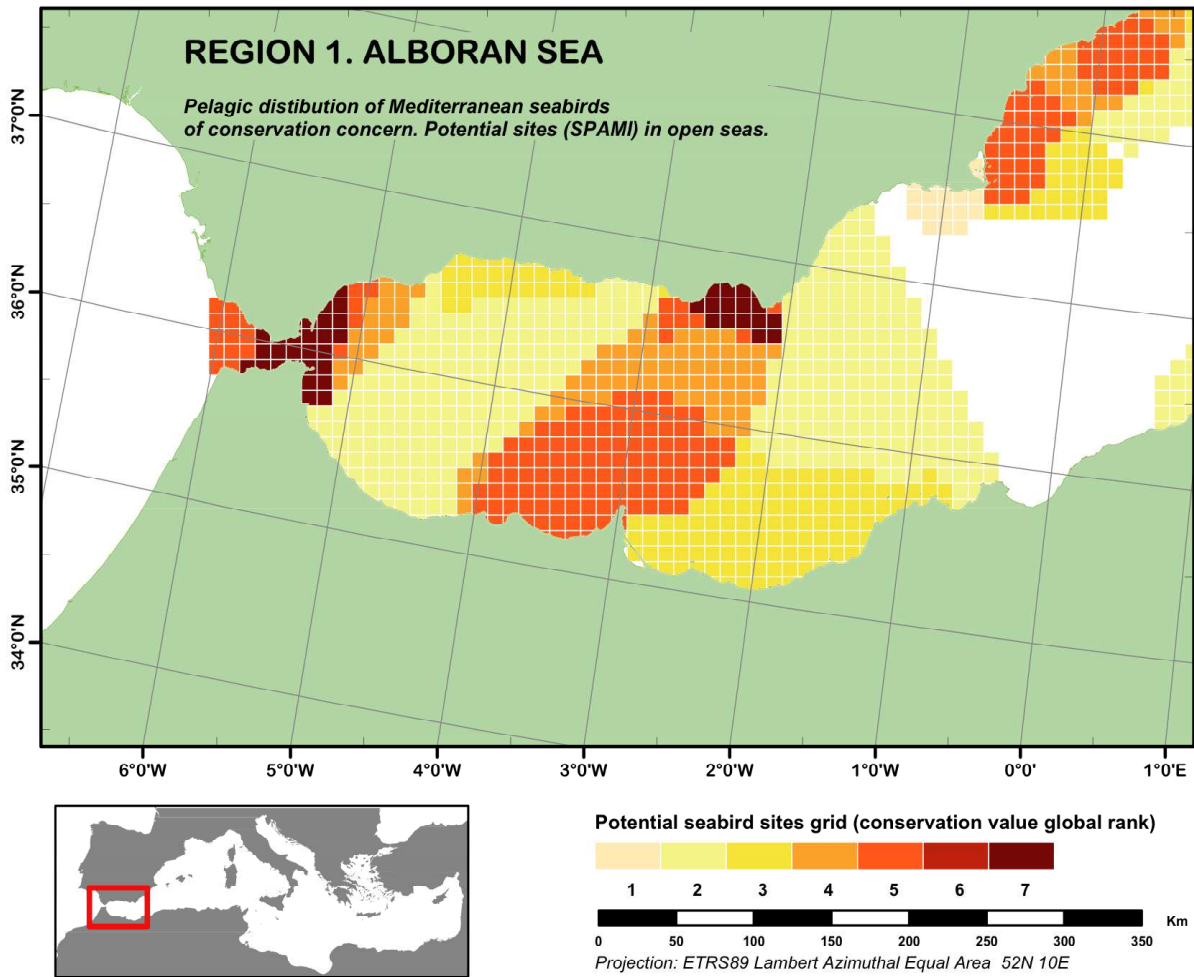 REGION 1. ALBORAN SEA
Pelagic distibution of Mediterranean seabirds
of conservation concern. Potential sites (SPAMI) in open seas.
37°0'N
36°0'N
35°0'N
34°0'N
6°0'W 5°0'W 4°0'W 3°0'W 2°0'W 1°0'W 0°0' 1°0'E
Potential seabird sites grid (conservation value global rank)
1 2 3 4 5 6 7
Km
0 50 100 150 200 250 300 350
Projection: ETRS89 Lambert Azimuthal Equal Area 52N 10E